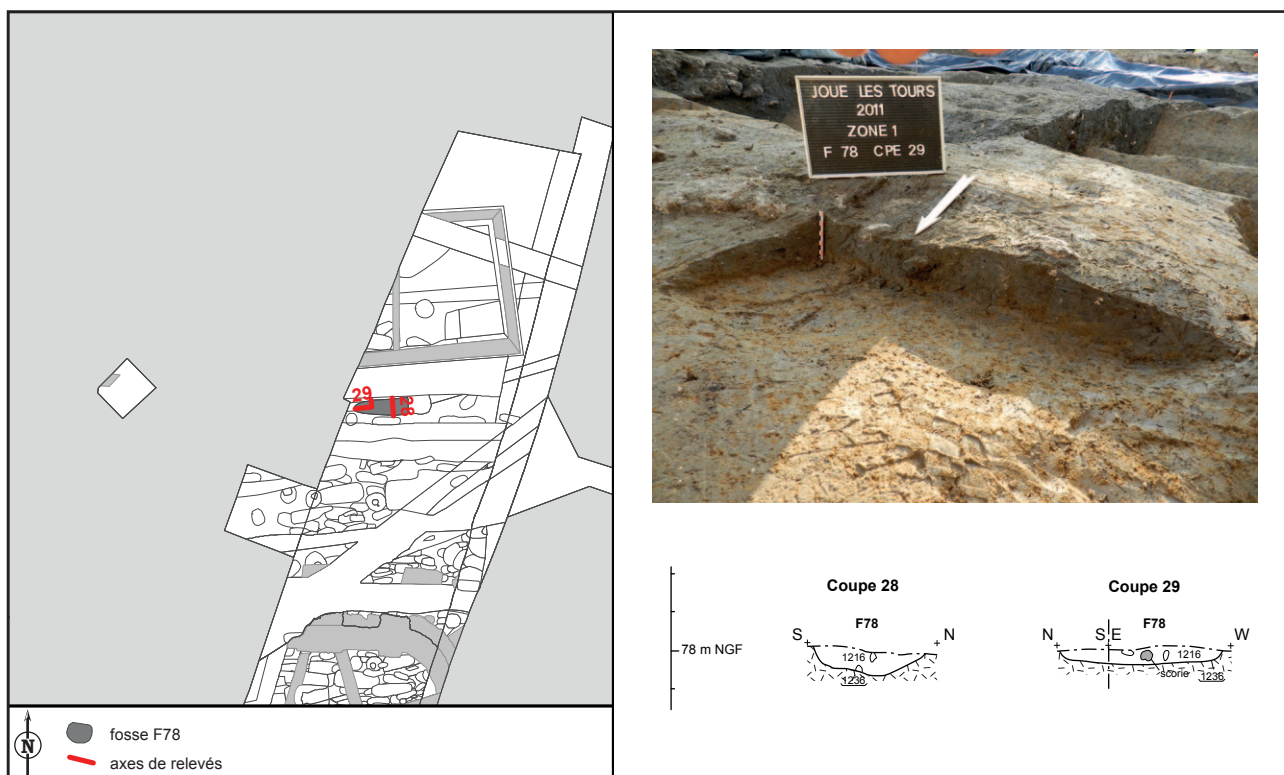 29
28
N
fosse F78
axes de relevés
JOUE LES TOURS
2011
ZONE 1
F 78 CPE 29
78 m NGF
Coupe 28
F78
S
N
1216
1236
Coupe 29
F78
N
S E
W
1216
scorie
1236